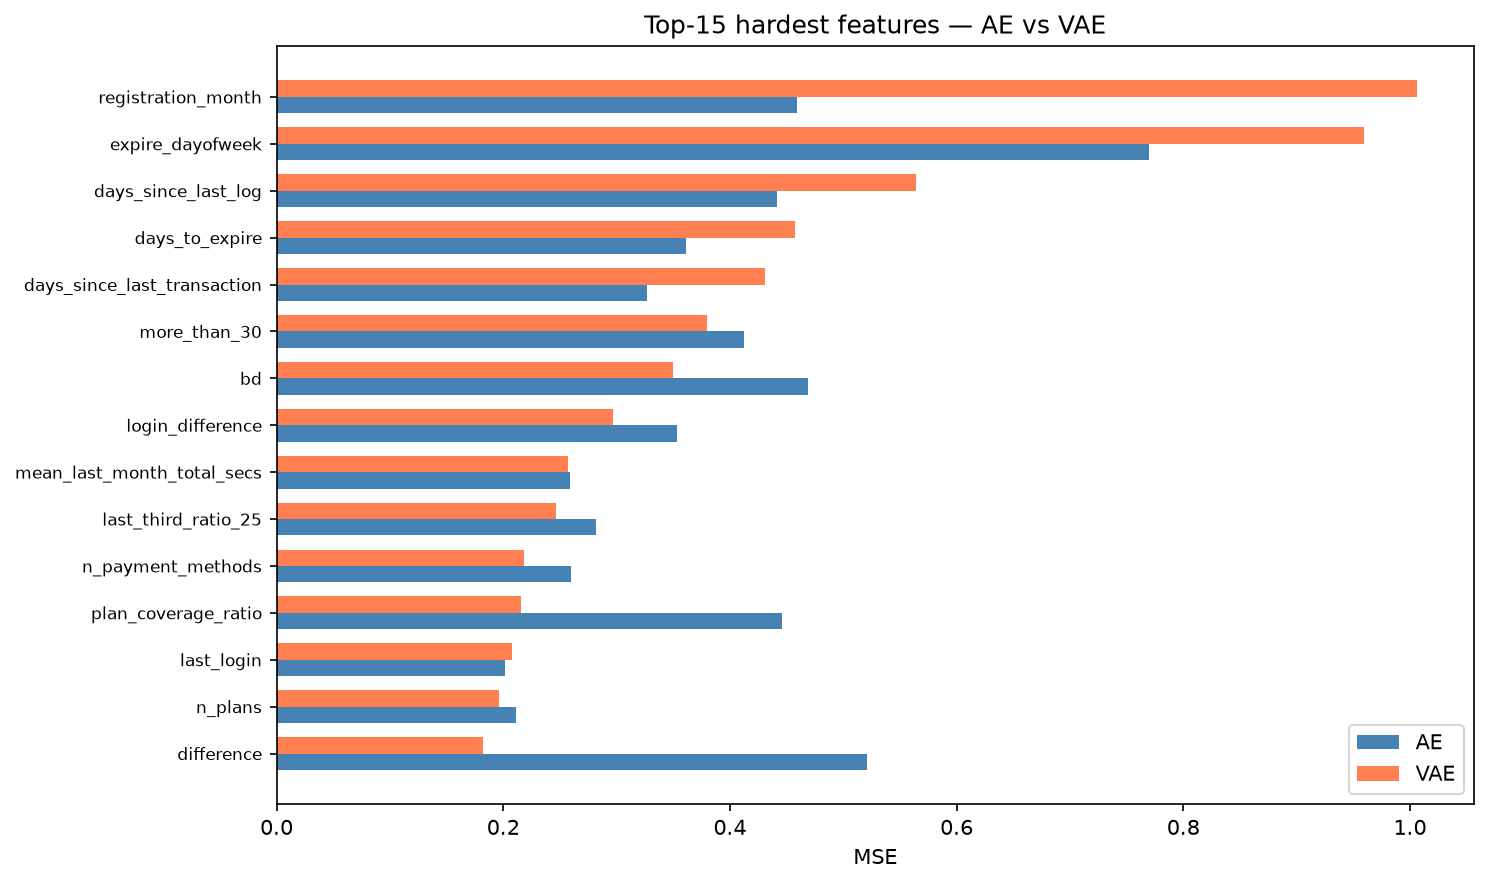 Top-15 hardest features — AE vs VAE
registration_month
expire_dayofweek
days_since_last_log
days_to_expire
days_since_last_transaction
more_than_30
bd
login_difference
mean_last_month_total_secs
last_third_ratio_25
n_payment_methods
plan_coverage_ratio
last_login
n_plans
difference
AE
VAE
0.0 0.2 0.4 0.6 0.8 1.0
MSE